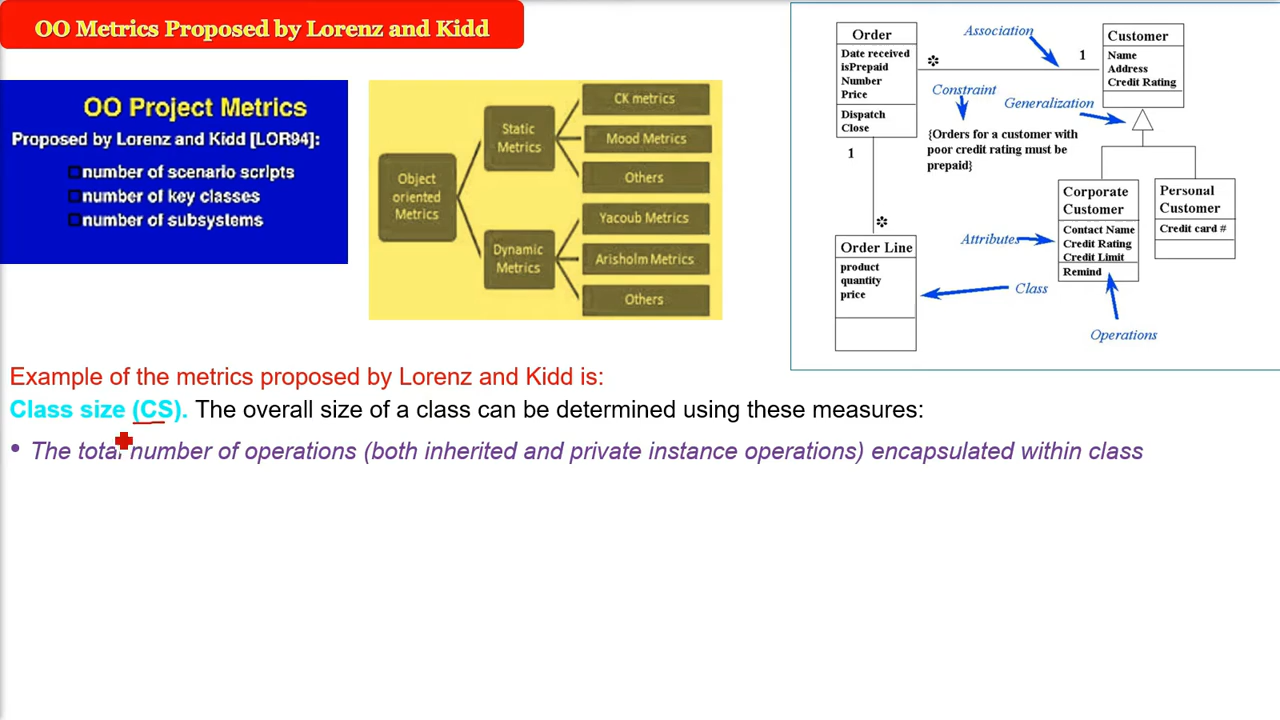 OO Metrics Proposed by Lorenz and Kidd
OO Project Metrics
Proposed by Lorenz and Kidd [LOR94]:
number of scenario scripts
number of key classes
number of subsystems
Object
oriented
Metrics
Static
Metrics
Dynamic
Metrics
CK metrics
Mood Metrics
Others
Yacoub Metrics
Arisholm Metrics
Others
Order
Date received
isPrepaid
Number
Price
Dispatch
Close
Association
*
1
Customer
Name
Address
Credit Rating
Constraint
Generalization
{Orders for a customer with
poor credit rating must be
prepaid}
1
*
Corporate
Customer
Contact Name
Credit Rating
Credit Limit
Remind
Personal
Customer
Credit card #
Attributes
Order Line
product
quantity
price
Class
Operations
Example of the metrics proposed by Lorenz and Kidd is:
Class size (CS). The overall size of a class can be determined using these measures:
• The total number of operations (both inherited and private instance operations) encapsulated within class